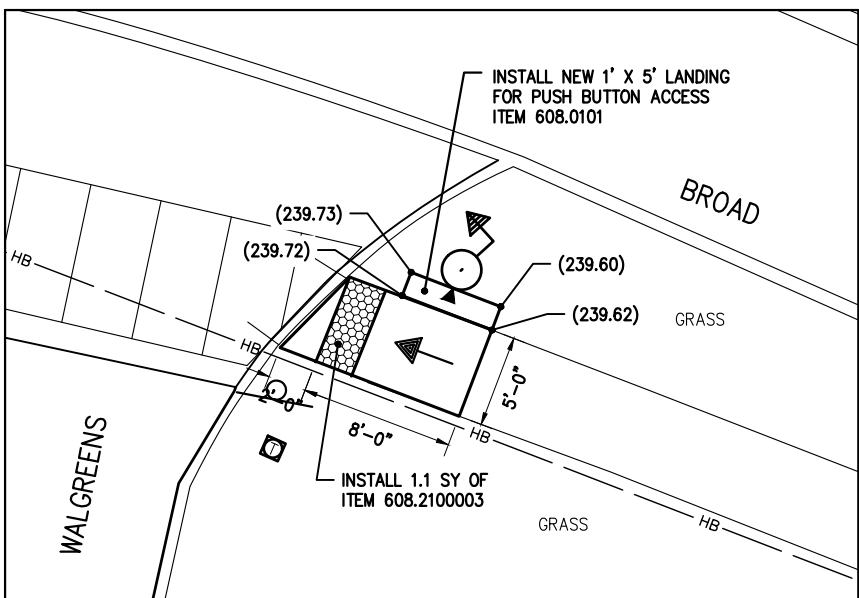 INSTALL NEW 1' X 5' LANDING
FOR PUSH BUTTON ACCESS
ITEM 608.0101
BROAD
(239.73)
(239.72)
(239.60)
(239.62)
GRASS
HB
HB
5'-0"
2'-0"
8'-0"
HB
T
INSTALL 1.1 SY OF
ITEM 608.2100003
WALGREENS
GRASS
HB